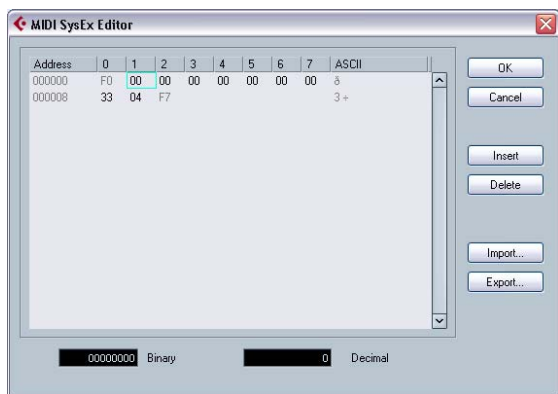 MIDI SysEx Editor
Address 0 1 2 3 4 5 6 7 ASCII
000000 F0 00 00 00 00 00 00 00 ð
000008 33 04 F7 3 +
OK
Cancel
Insert
Delete
Import...
Export...
00000000 Binary 0 Decimal